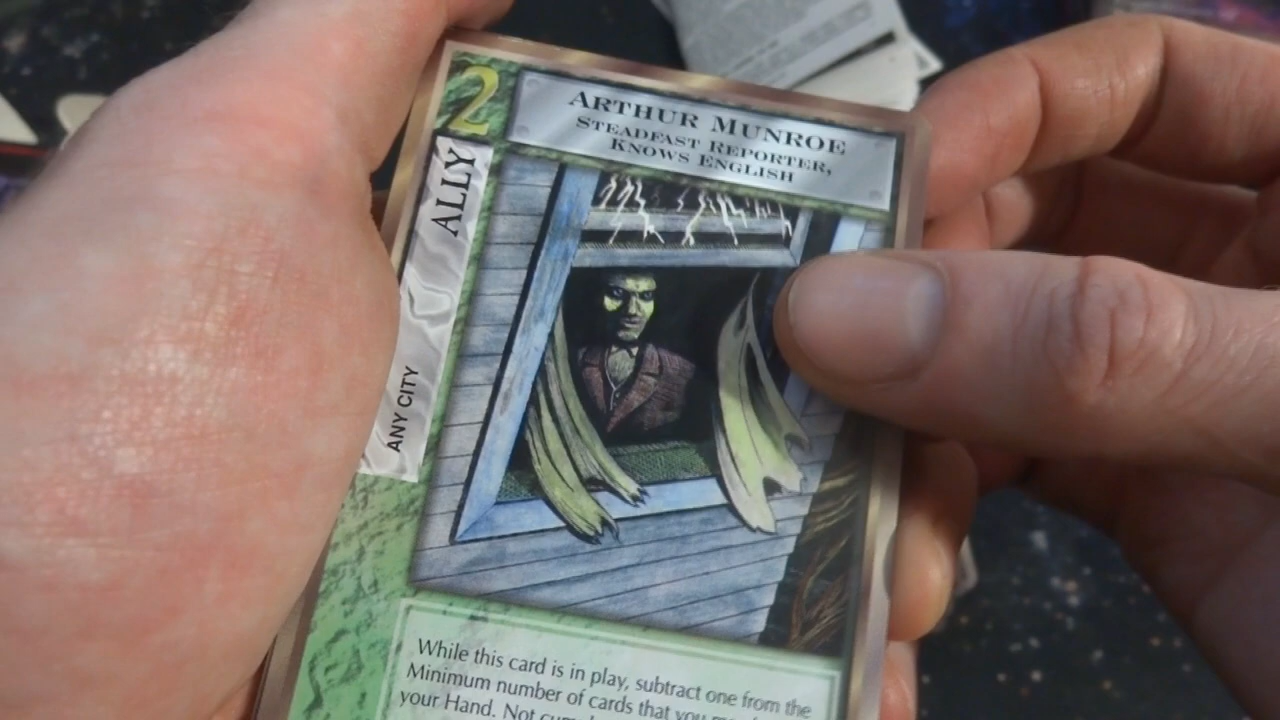 2
ARTHUR MUNROE
STEADFAST REPORTER,
KNOWS ENGLISH
ALLY
ANY CITY
While this card is in play, subtract one from the
Minimum number of cards that you
your Hand. Not